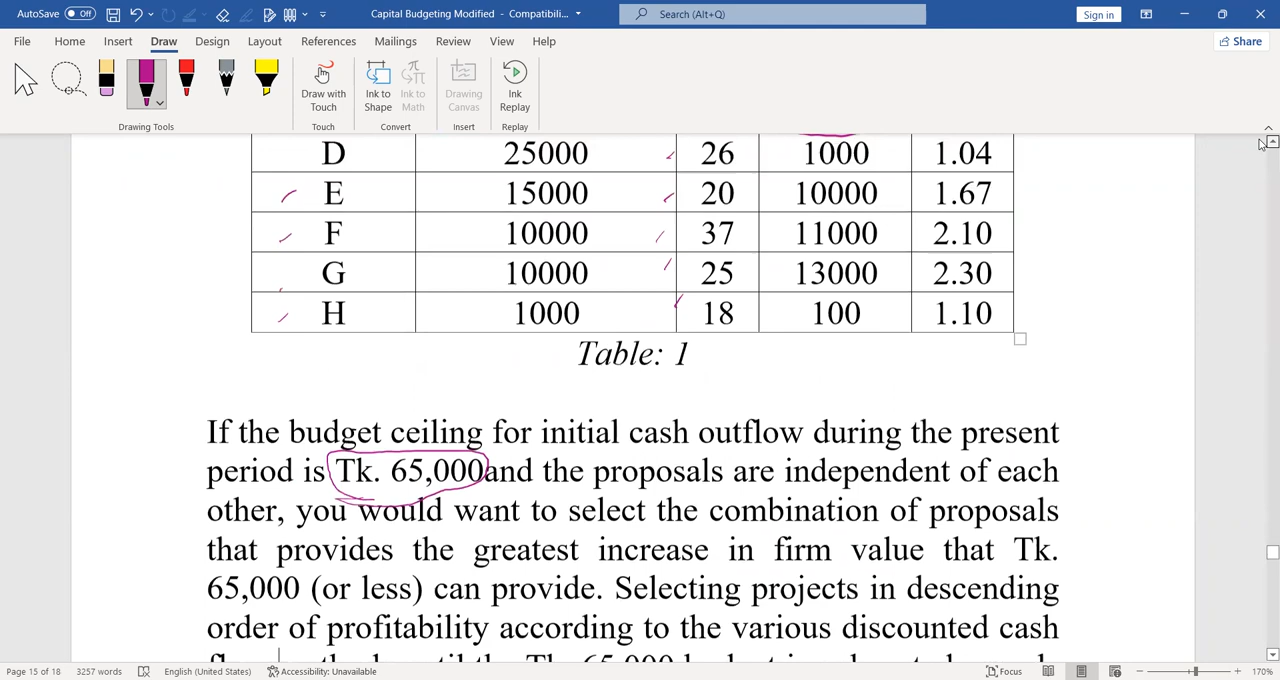 AutoSave Off Capital Budgeting Modified - Compatibili... Search (Alt+Q) Sign in
File Home Insert Draw Design Layout References Mailings Review View Help Share
Draw with Touch Ink to Shape Ink to Math Drawing Canvas Ink Replay
Drawing Tools Touch Convert Insert Replay
D 25000 26 1000 1.04
E 15000 20 10000 1.67
F 10000 37 11000 2.10
G 10000 25 13000 2.30
H 1000 18 100 1.10
Table: 1
If the budget ceiling for initial cash outflow during the present
period is Tk. 65,000 and the proposals are independent of each
other, you would want to select the combination of proposals
that provides the greatest increase in firm value that Tk.
65,000 (or less) can provide. Selecting projects in descending
order of profitability according to the various discounted cash
Page 15 of 18 3257 words English (United States) Accessibility: Unavailable Focus 170%